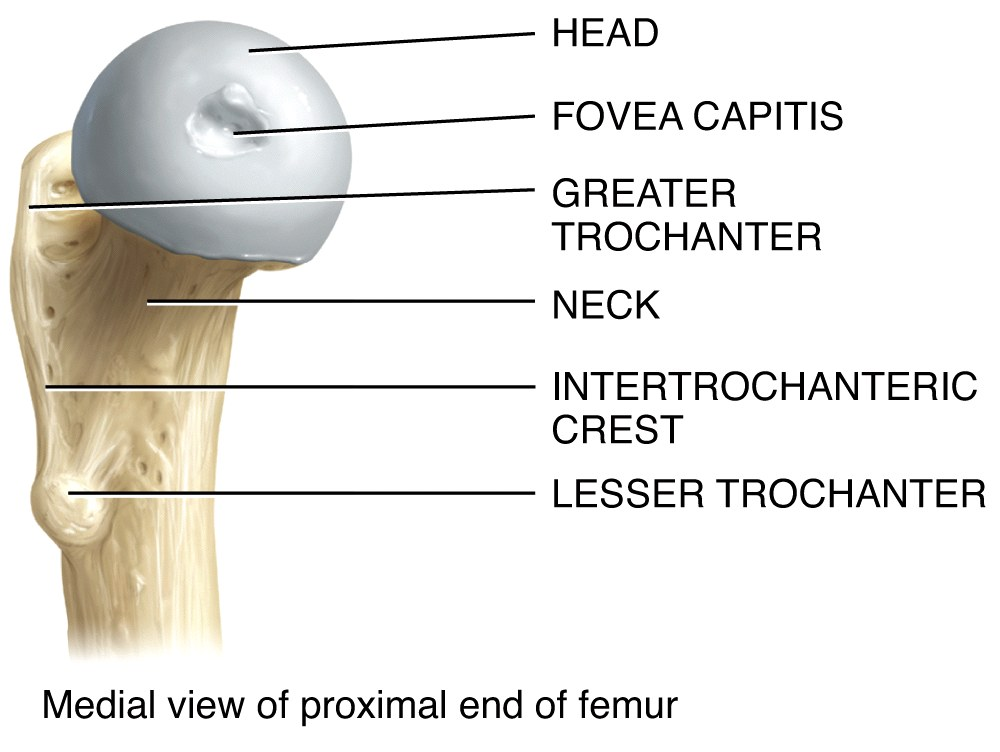 HEAD
FOVEA CAPITIS
GREATER
TROCHANTER
NECK
INTERTROCHANTERIC
CREST
LESSER TROCHANTER
Medial view of proximal end of femur